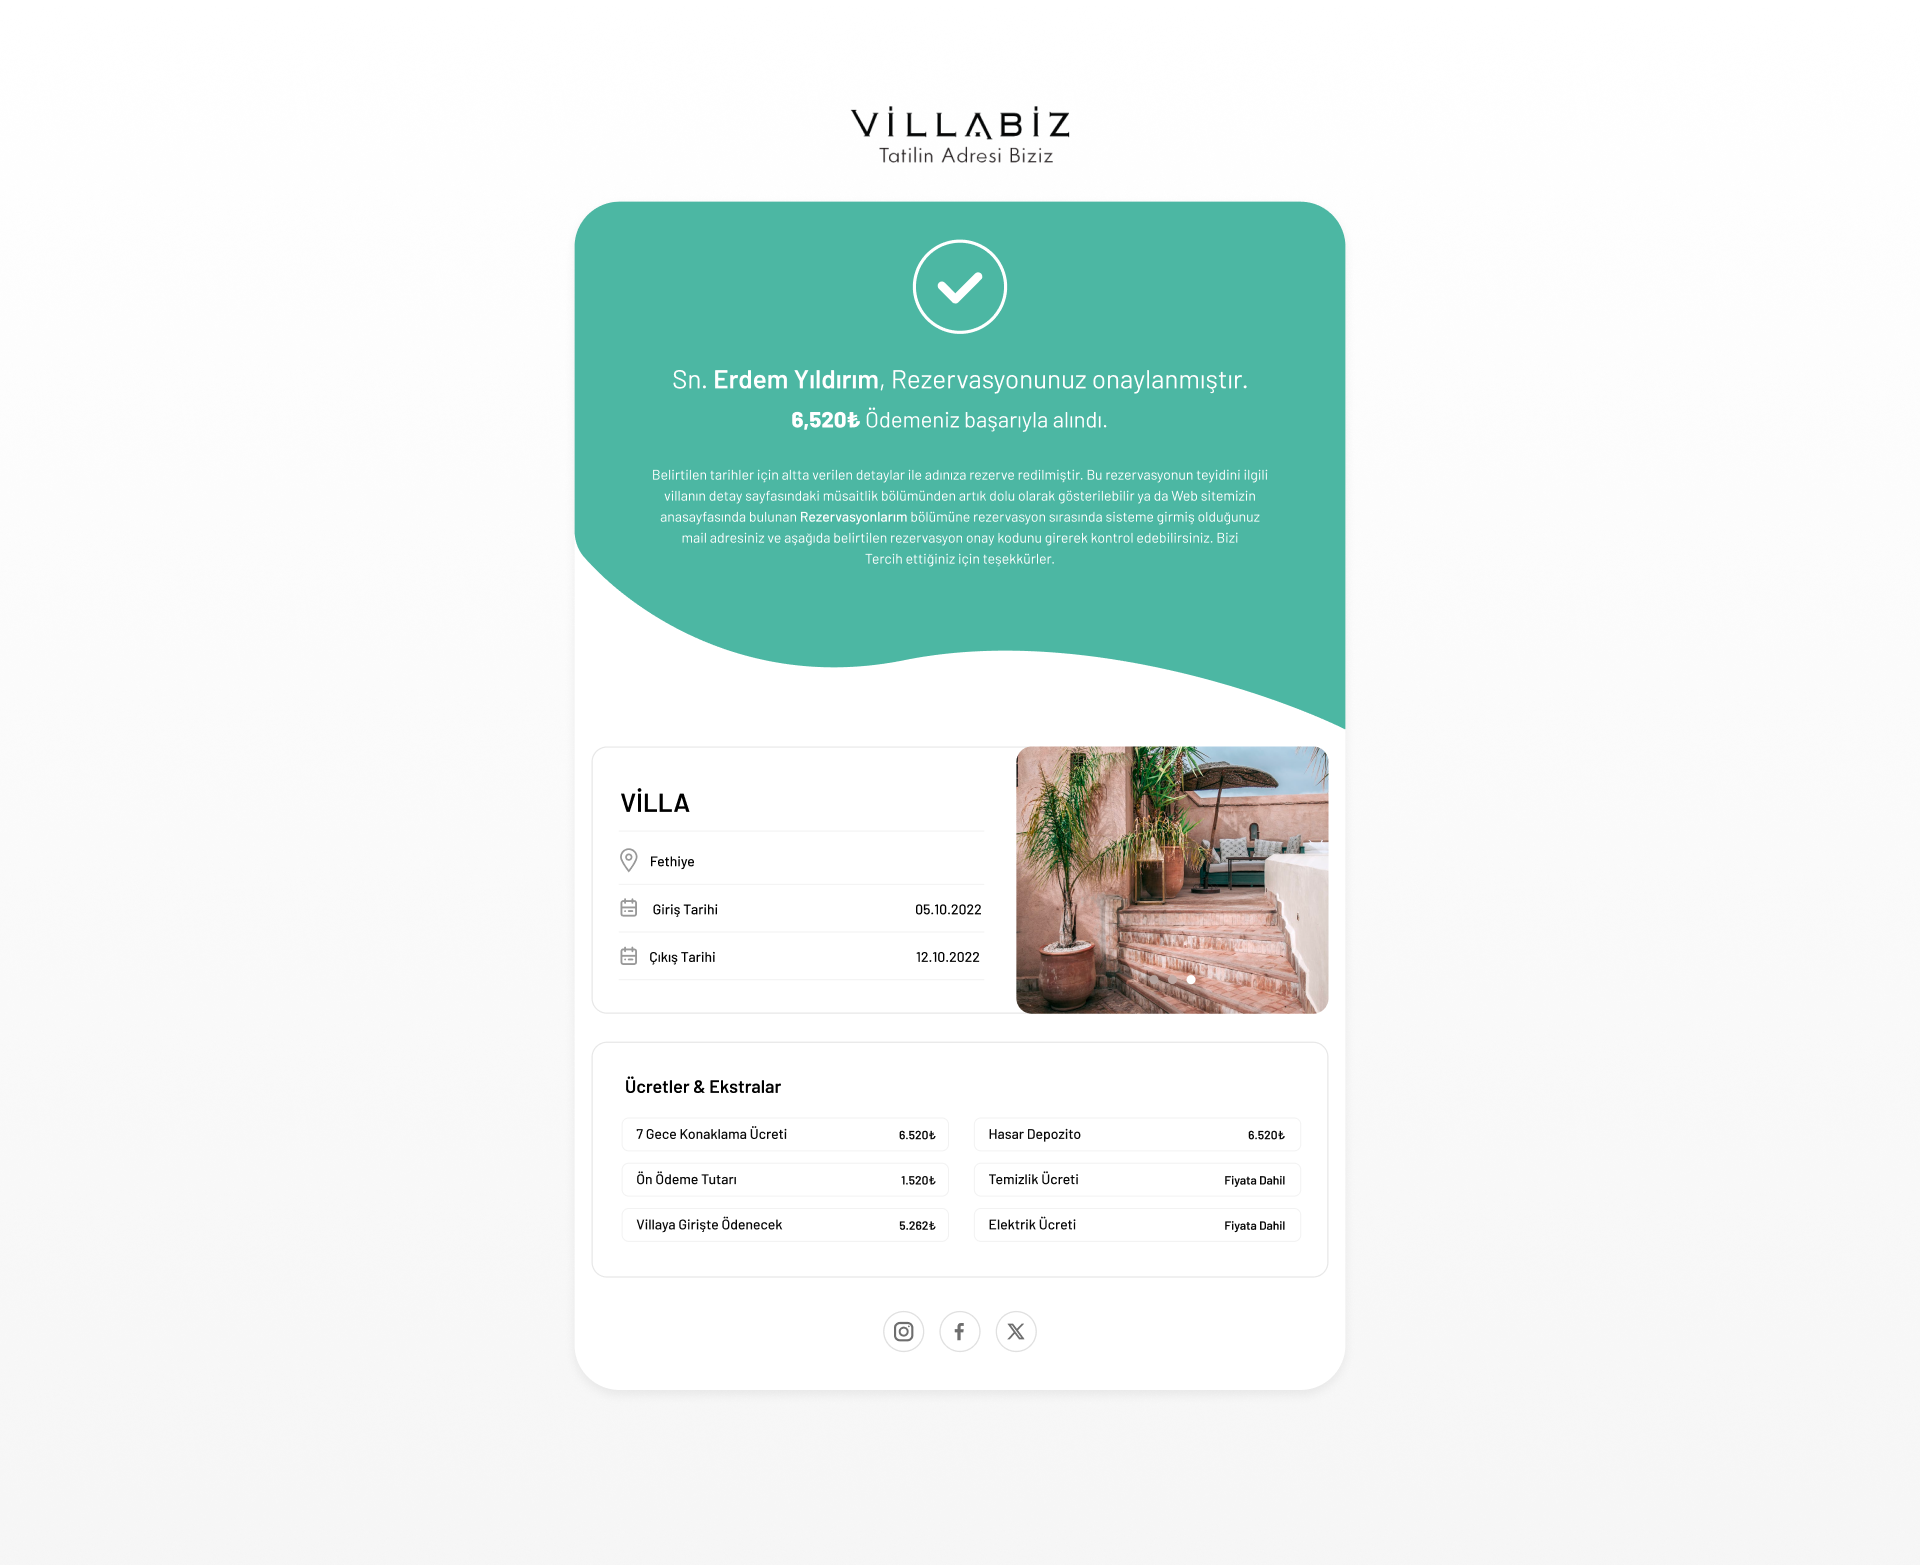 VİLLABİZ
Tatilin Adresi Biziz
Sn. Erdem Yıldırım, Rezervasyonunuz onaylanmıştır.
6,520₺ Ödemeniz başarıyla alındı.
Belirtilen tarihler için altta verilen detaylar ile adınıza rezerve redilmiştir. Bu rezervasyonun teyidini ilgili
villanın detay sayfasındaki müsaitlik bölümünden artık dolu olarak gösterilebilir ya da Web sitemizin
anasayfasında bulunan Rezervasyonlarım bölümüne rezervasyon sırasında sisteme girmiş olduğunuz
mail adresiniz ve aşağıda belirtilen rezervasyon onay kodunu girerek kontrol edebilirsiniz. Bizi
Tercih ettiğiniz için teşekkürler.
VİLLA
Fethiye
Giriş Tarihi 05.10.2022
Çıkış Tarihi 12.10.2022
Ücretler & Ekstralar
7 Gece Konaklama Ücreti 6.520₺
Hasar Depozito 6.520₺
Ön Ödeme Tutarı 1.520₺
Temizlik Ücreti Fiyata Dahil
Villaya Girişte Ödenecek 5.262₺
Elektrik Ücreti Fiyata Dahil